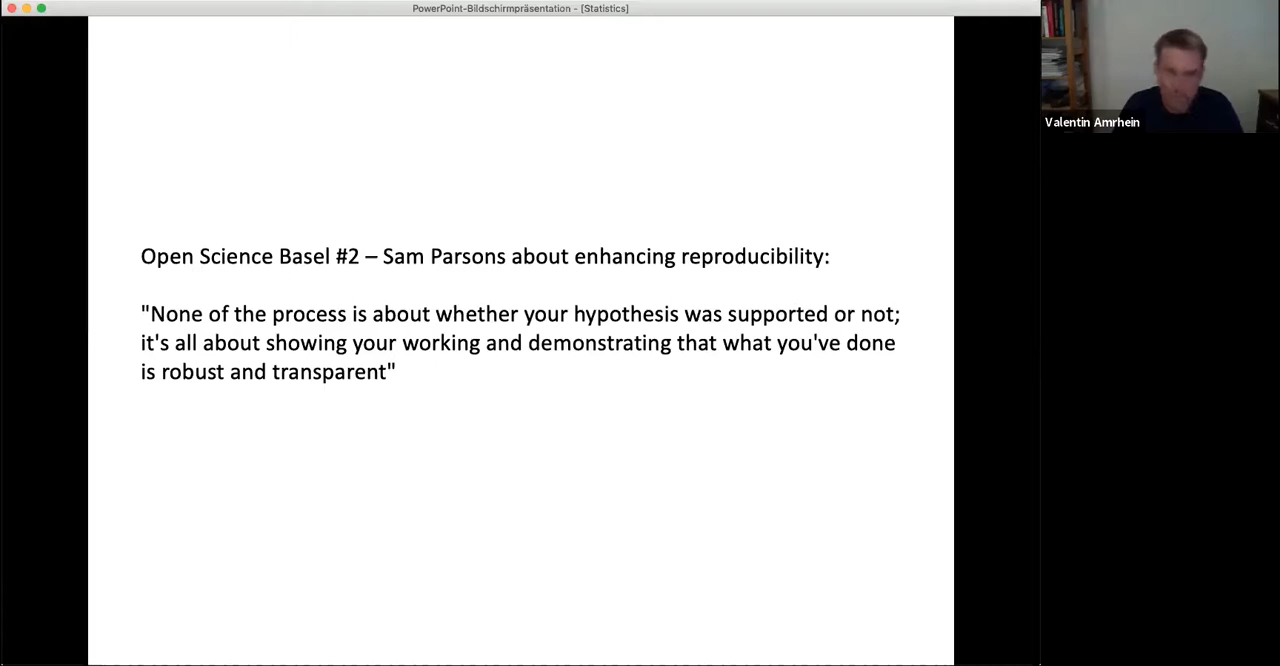 PowerPoint-Bildschirmpräsentation - [Statistics]
Valentin Amrhein
Open Science Basel #2 – Sam Parsons about enhancing reproducibility:
"None of the process is about whether your hypothesis was supported or not;
it's all about showing your working and demonstrating that what you've done
is robust and transparent"